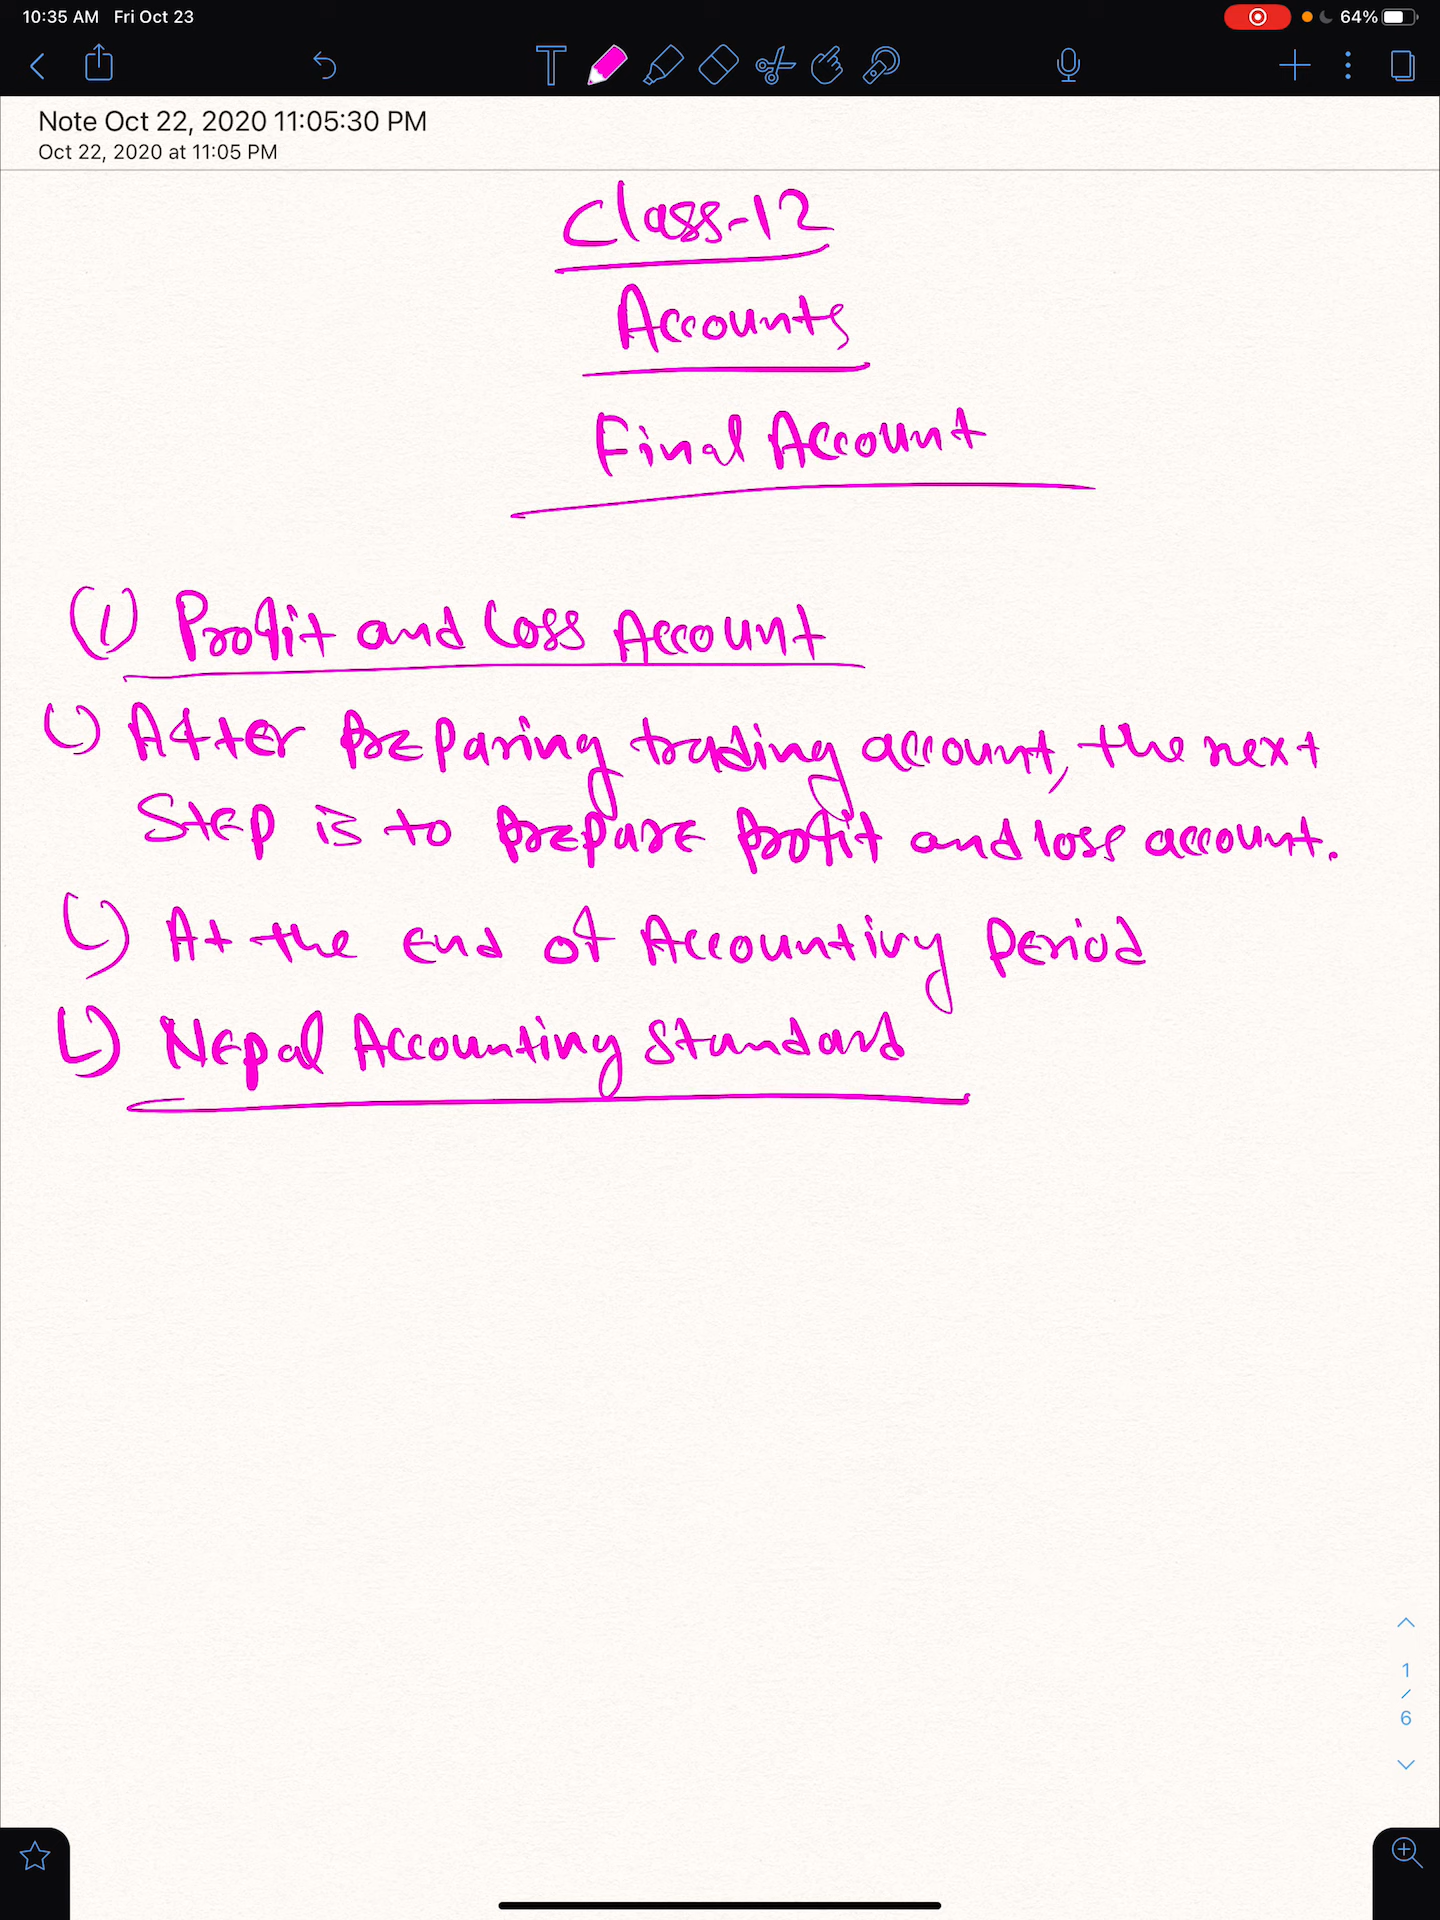 10:35 AM Fri Oct 23
64%
Note Oct 22, 2020 11:05:30 PM
Oct 22, 2020 at 11:05 PM
Class-12
Accounts
Final Account
(1) Profit and Loss Account
After preparing trading account, the next
Step is to prepare profit and loss account.
At the End of Accounting Period
Nepal Accounting Standard
1
/
6